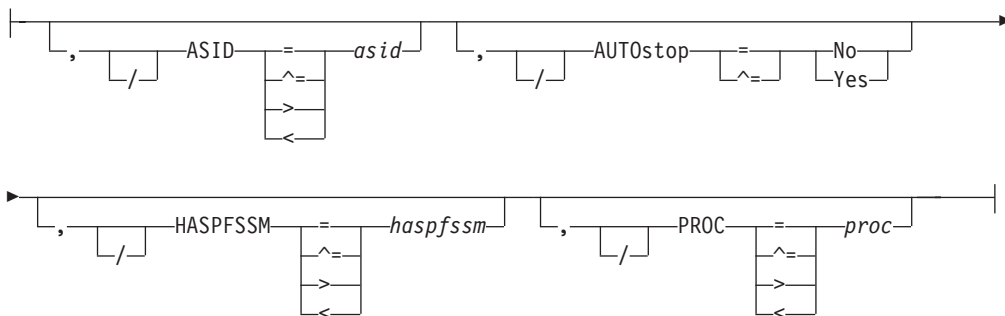 , / ASID = asid , / AUTOstop = No
^= ^= Yes
>
<
, / HASPFSSM = haspfssm , / PROC = proc
^= ^=
> >
< <